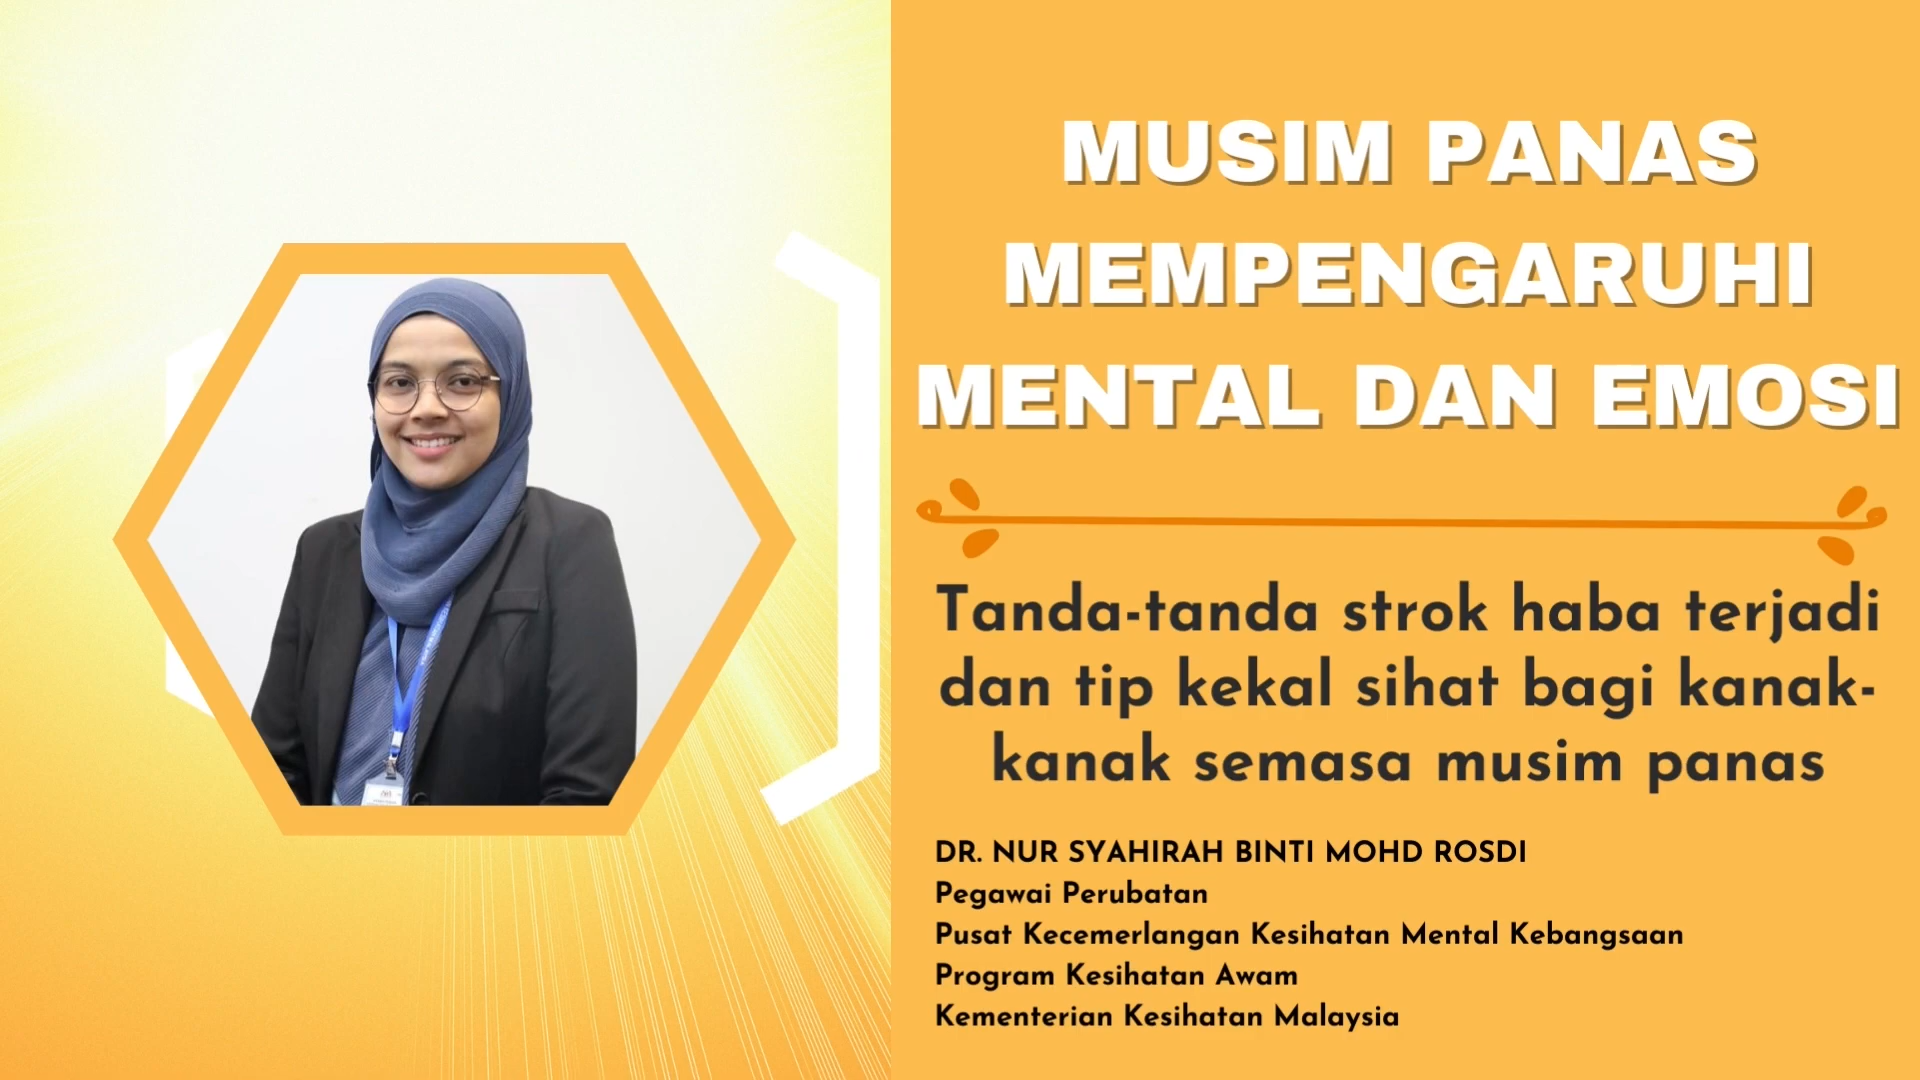 MUSIM PANAS
MEMPENGARUHI
MENTAL DAN EMOSI
Tanda-tanda strok haba terjadi
dan tip kekal sihat bagi kanak-
kanak semasa musim panas
DR. NUR SYAHIRAH BINTI MOHD ROSDI
Pegawai Perubatan
Pusat Kecemerlangan Kesihatan Mental Kebangsaan
Program Kesihatan Awam
Kementerian Kesihatan Malaysia